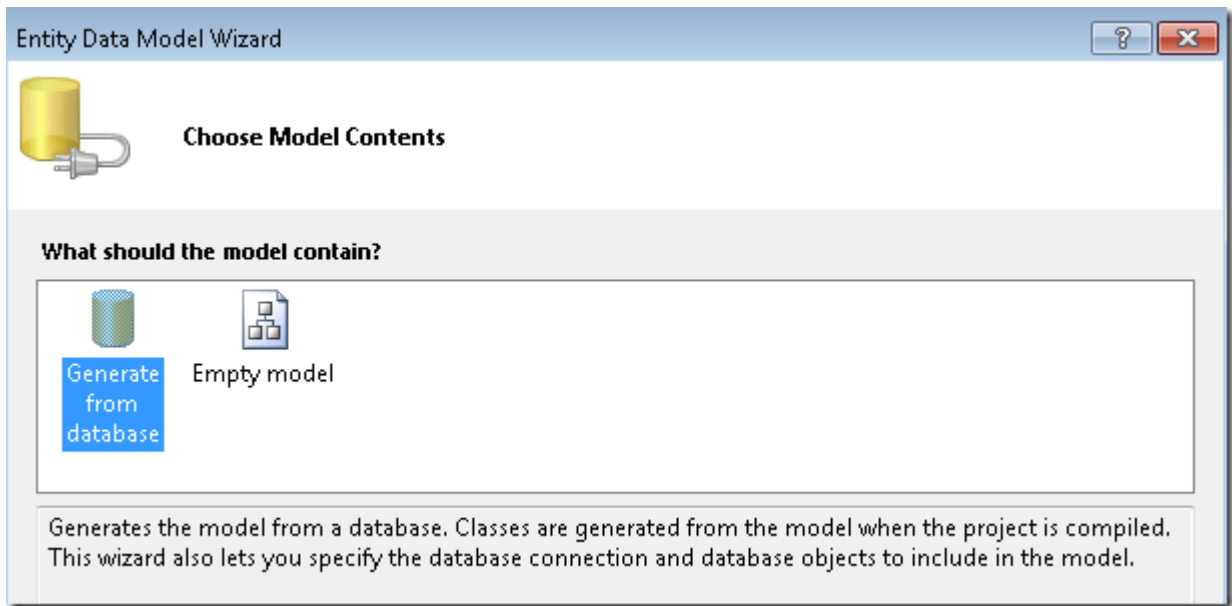 Entity Data Model Wizard
Choose Model Contents
What should the model contain?
Generate
from
database
Empty model
Generates the model from a database. Classes are generated from the model when the project is compiled.
This wizard also lets you specify the database connection and database objects to include in the model.